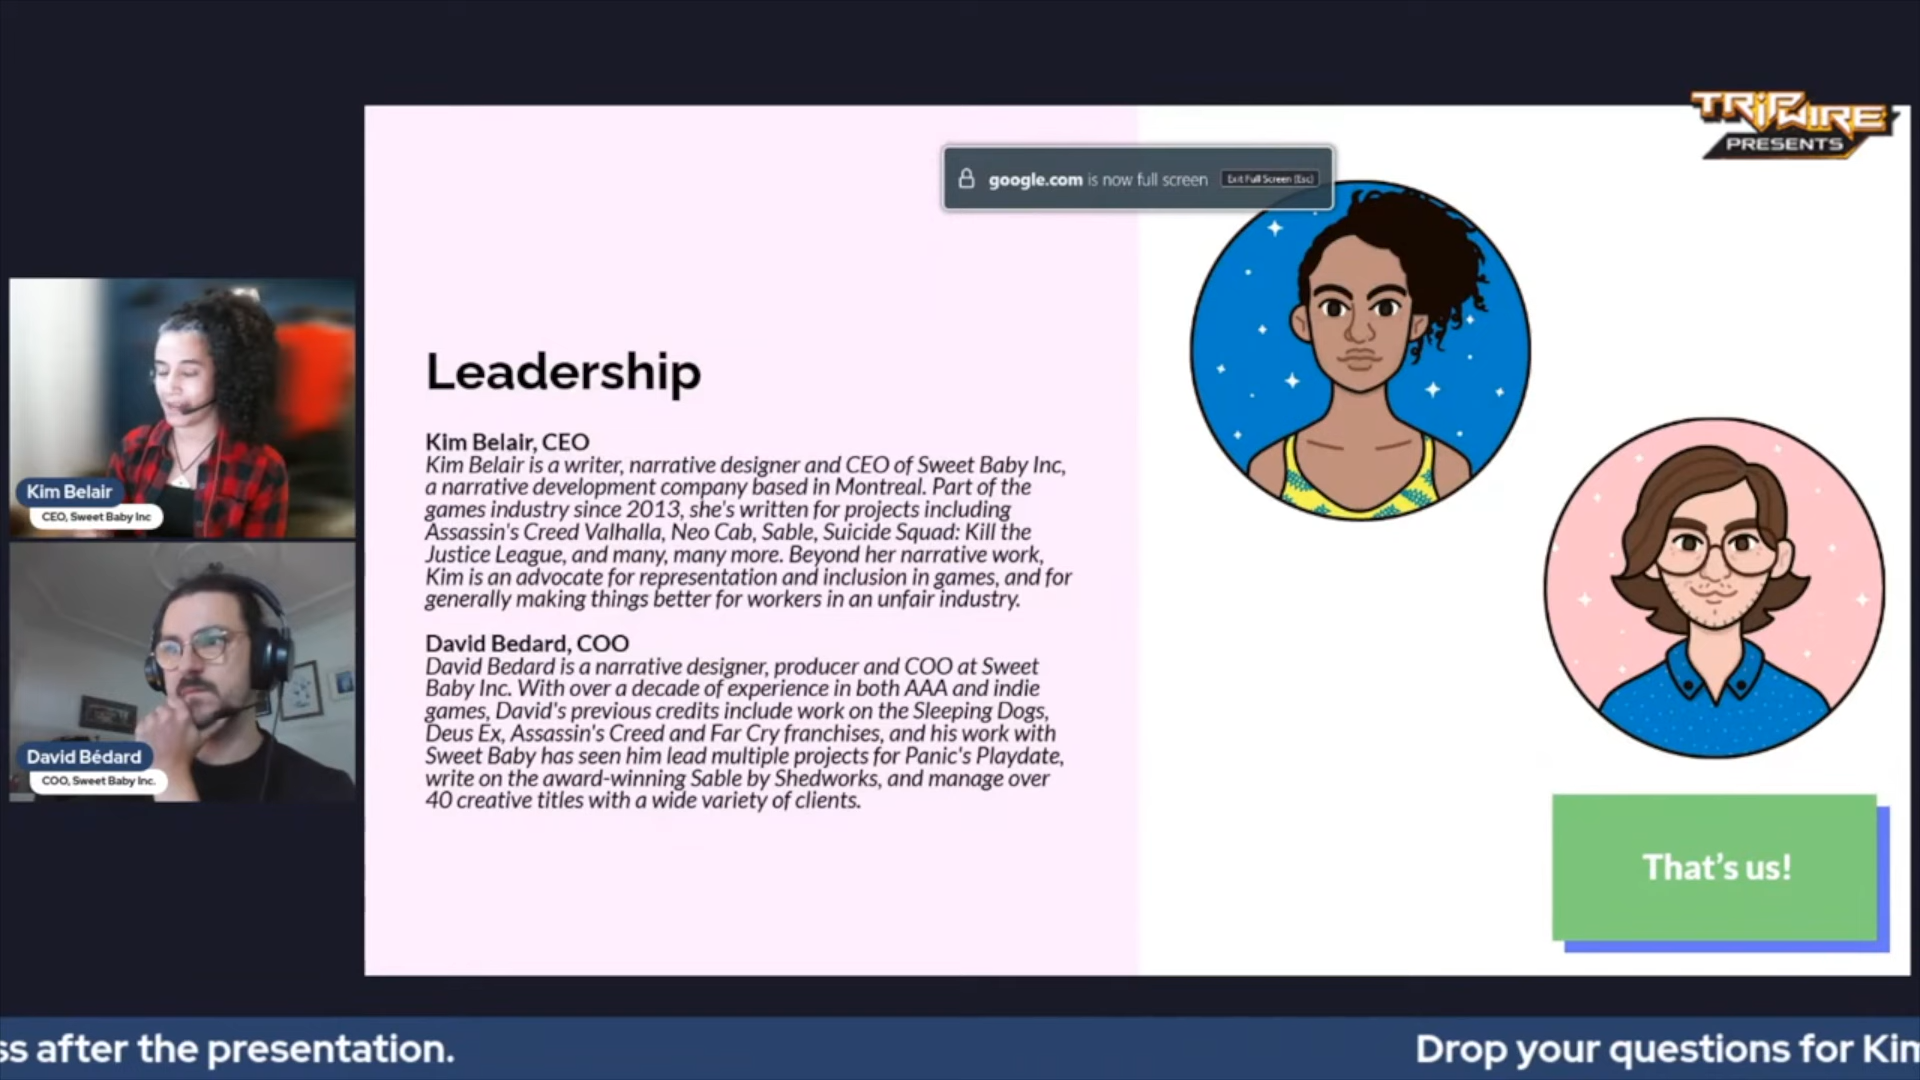 TRIPWIRE
PRESENTS
google.com is now full screen Exit Full Screen (Esc)
Leadership
Kim Belair, CEO
Kim Belair is a writer, narrative designer and CEO of Sweet Baby Inc,
a narrative development company based in Montreal. Part of the
games industry since 2013, she's written for projects including
Assassin's Creed Valhalla, Neo Cab, Sable, Suicide Squad: Kill the
Justice League, and many, many more. Beyond her narrative work,
Kim is an advocate for representation and inclusion in games, and for
generally making things better for workers in an unfair industry.
David Bedard, COO
David Bedard is a narrative designer, producer and COO at Sweet
Baby Inc. With over a decade of experience in both AAA and indie
games, David's previous credits include work on the Sleeping Dogs,
Deus Ex, Assassin's Creed and Far Cry franchises, and his work with
Sweet Baby has seen him lead multiple projects for Panic's Playdate,
write on the award-winning Sable by Shedworks, and manage over
40 creative titles with a wide variety of clients.
Kim Belair
CEO, Sweet Baby Inc
David Bédard
COO, Sweet Baby Inc.
That's us!
ss after the presentation.
Drop your questions for Kim